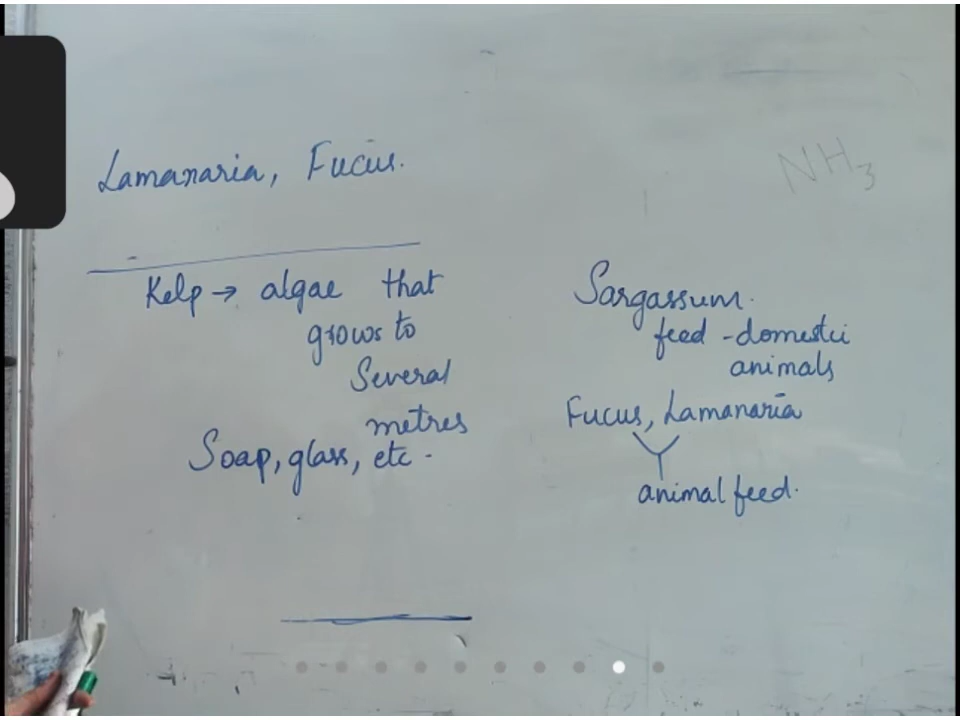 Lamanaria, Fucus.
NH3
Kelp → algae that
grows to
Several
metres
Soap, glass, etc.
Sargassum.
feed - domestic
animals
Fucus, Lamanaria
animal feed.